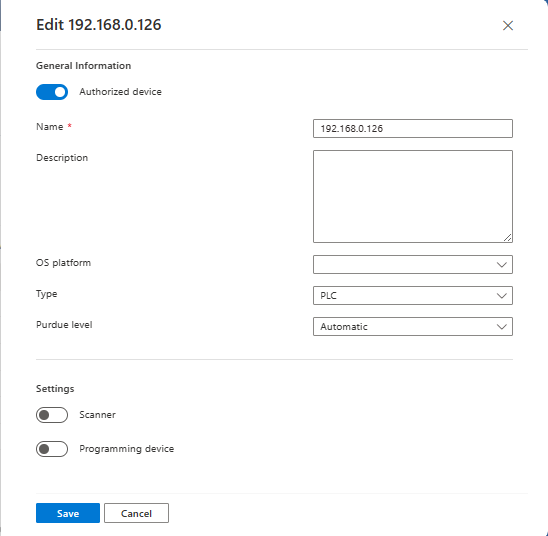 Edit 192.168.0.126
General Information
Authorized device
Name *
192.168.0.126
Description
OS platform
Type
PLC
Purdue level
Automatic
Settings
Scanner
Programming device
Save Cancel